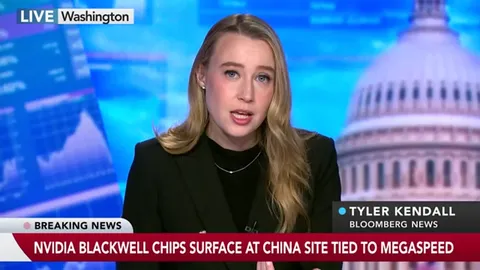 LIVE Washington
TYLER KENDALL
BLOOMBERG NEWS
BREAKING NEWS
NVIDIA BLACKWELL CHIPS SURFACE AT CHINA SITE TIED TO MEGASPEED